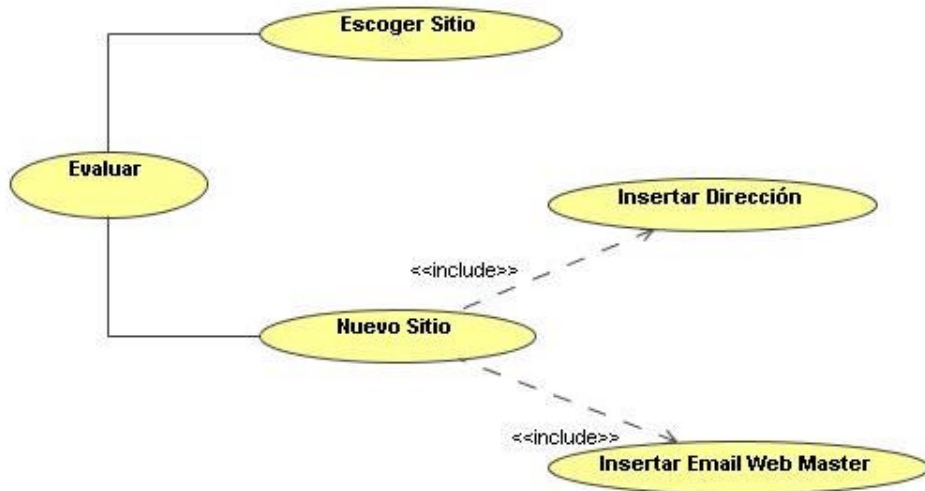 Escoger Sitio
Evaluar
Insertar Dirección
<<include>>
Nuevo Sitio
<<include>>
Insertar Email Web Master